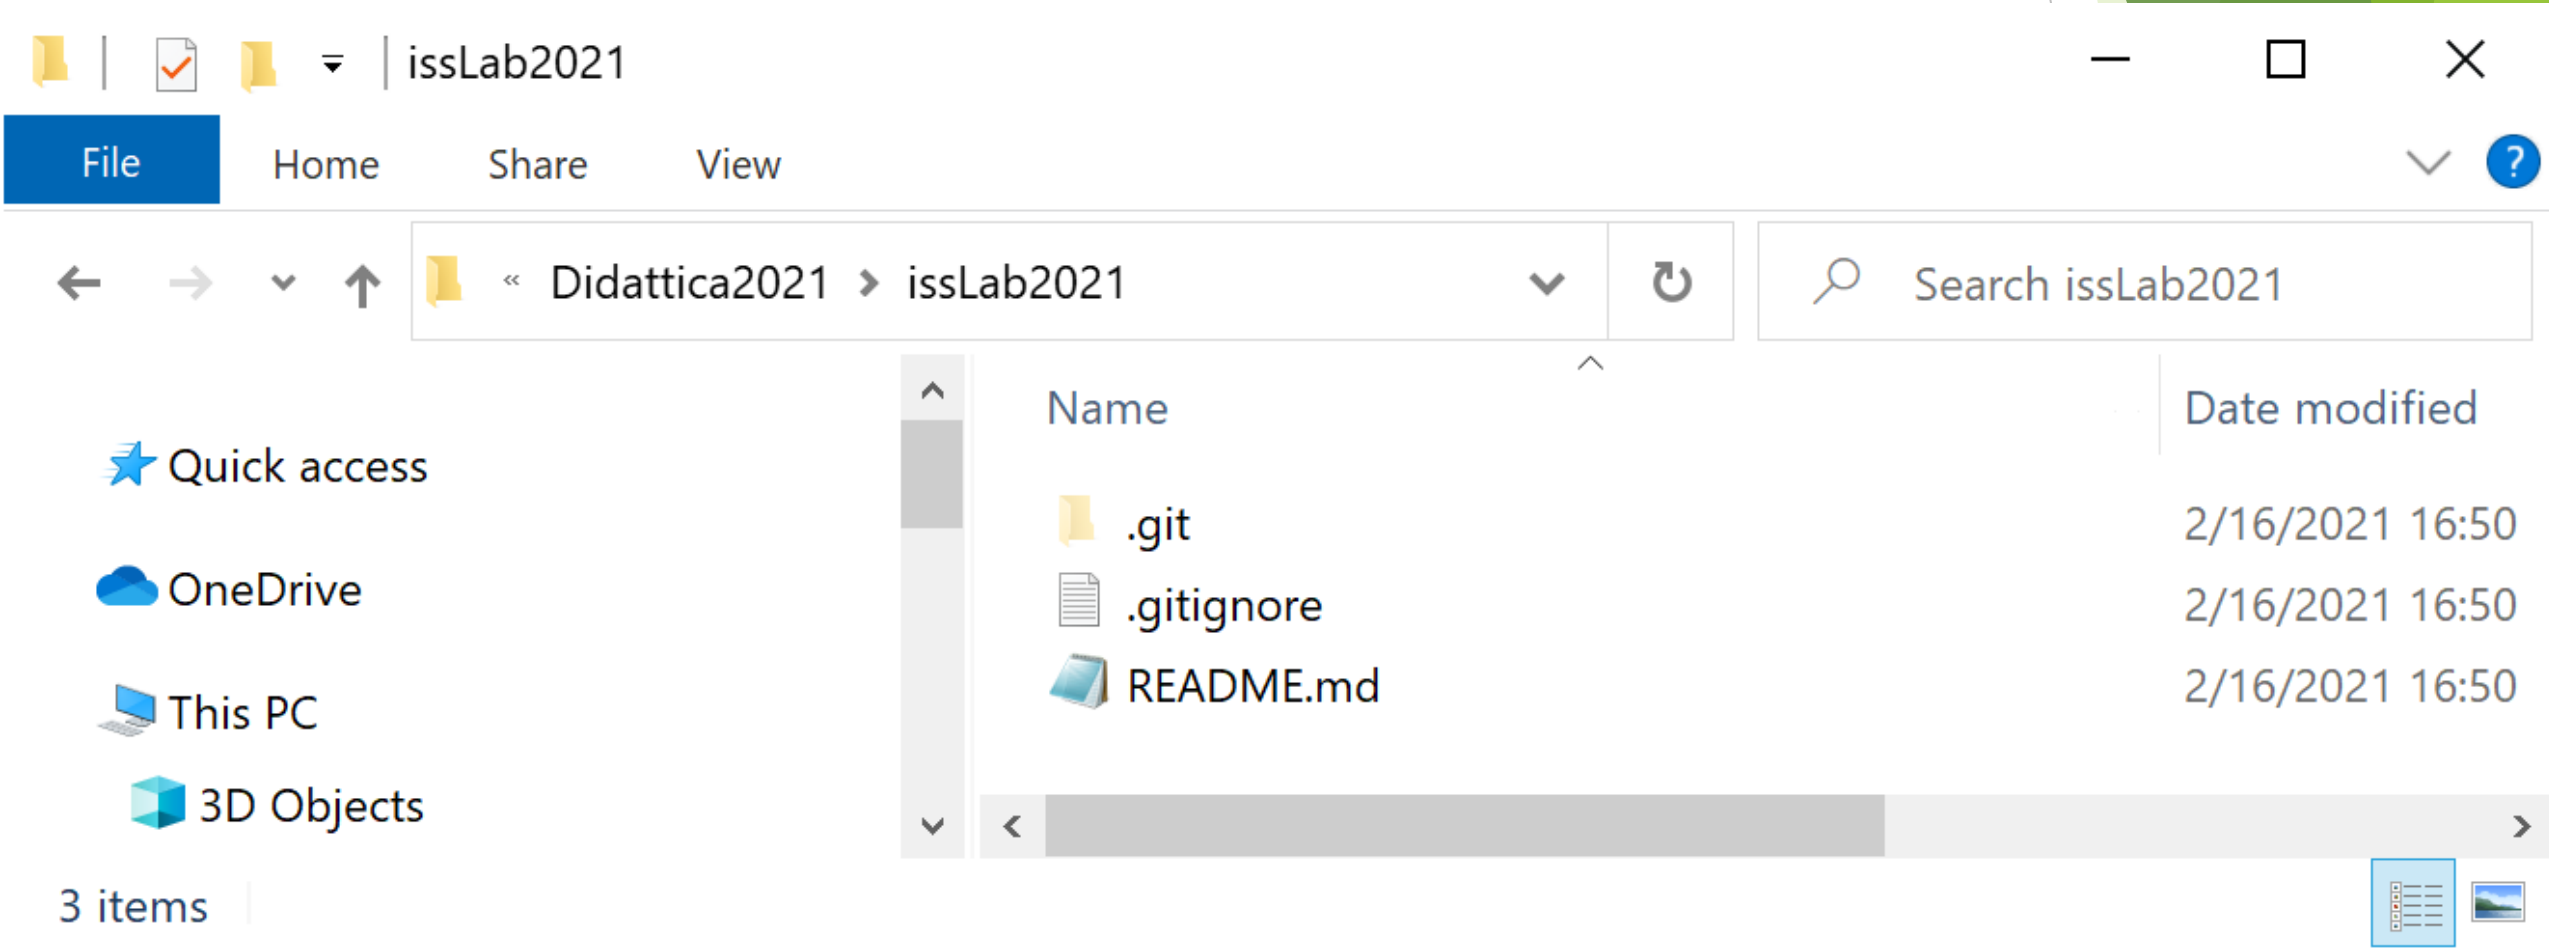 issLab2021
File Home Share View ?
« Didattica2021 > issLab2021 Search issLab2021
Name Date modified
Quick access
.git 2/16/2021 16:50
OneDrive
.gitignore 2/16/2021 16:50
README.md 2/16/2021 16:50
This PC
3D Objects
3 items